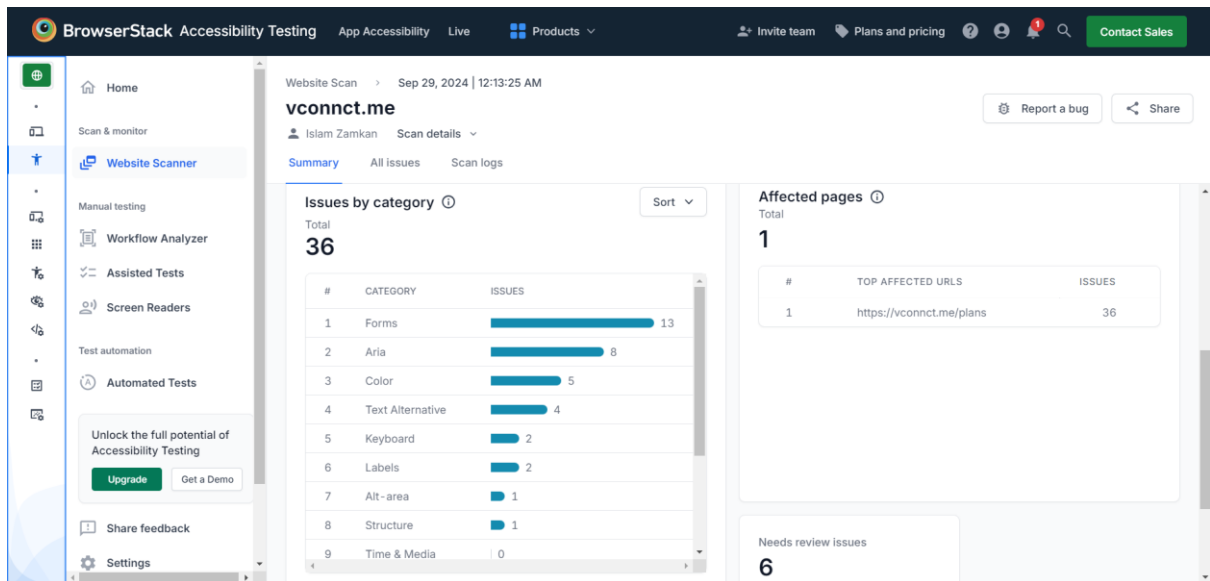 BrowserStack Accessibility Testing App Accessibility Live Products Invite team Plans and pricing 1 Contact Sales
Home
Scan & monitor
Website Scanner
Manual testing
Workflow Analyzer
Assisted Tests
Screen Readers
Test automation
Automated Tests
Unlock the full potential of
Accessibility Testing
Upgrade Get a Demo
Share feedback
Settings
Website Scan > Sep 29, 2024 | 12:13:25 AM
vconnct.me
Islam Zamkan Scan details
Report a bug Share
Summary All issues Scan logs
Issues by category Sort
Total
36
# CATEGORY ISSUES
1 Forms 13
2 Aria 8
3 Color 5
4 Text Alternative 4
5 Keyboard 2
6 Labels 2
7 Alt-area 1
8 Structure 1
9 Time & Media 0
Affected pages
Total
1
# TOP AFFECTED URLS ISSUES
1 https://vconnct.me/plans 36
Needs review issues
6